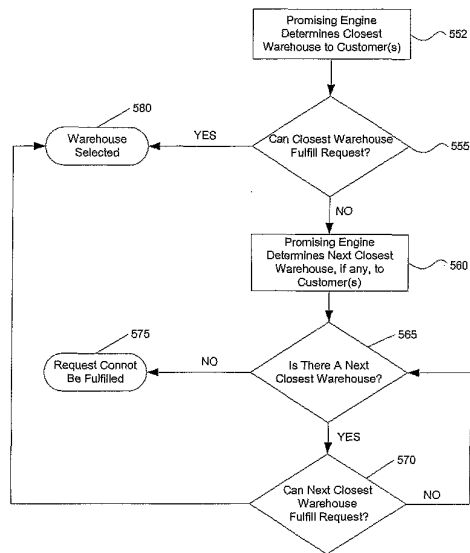 Promising Engine
Determines Closest
Warehouse to Customer(s)
552
580
Warehouse
Selected
YES
Can Closest Warehouse
Fulfill Request?
555
NO
Promising Engine
Determines Next Closest
Warehouse, if any, to
Customer(s)
560
575
Request Cannot
Be Fulfilled
NO
565
Is There A Next
Closest Warehouse?
YES
570
Can Next Closest
Warehouse
Fulfill Request?
NO